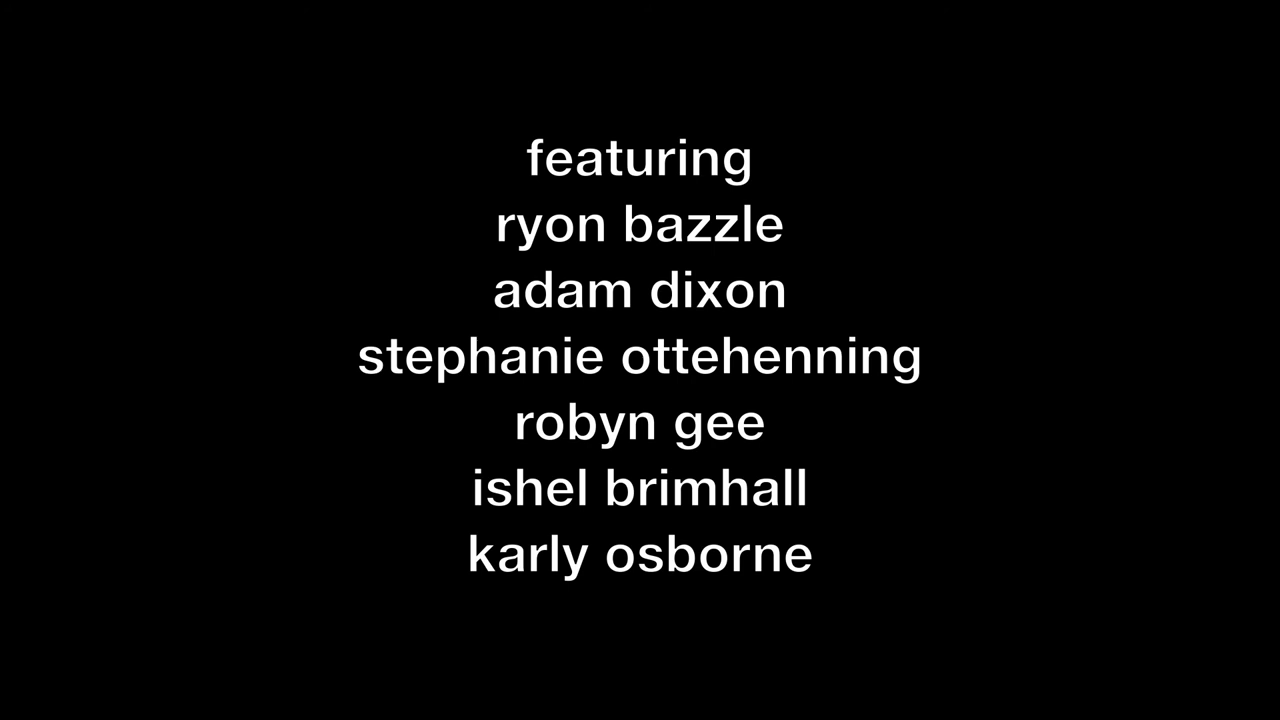 featuring
ryon bazzle
adam dixon
stephanie ottehenning
robyn gee
ishel brimhall
karly osborne